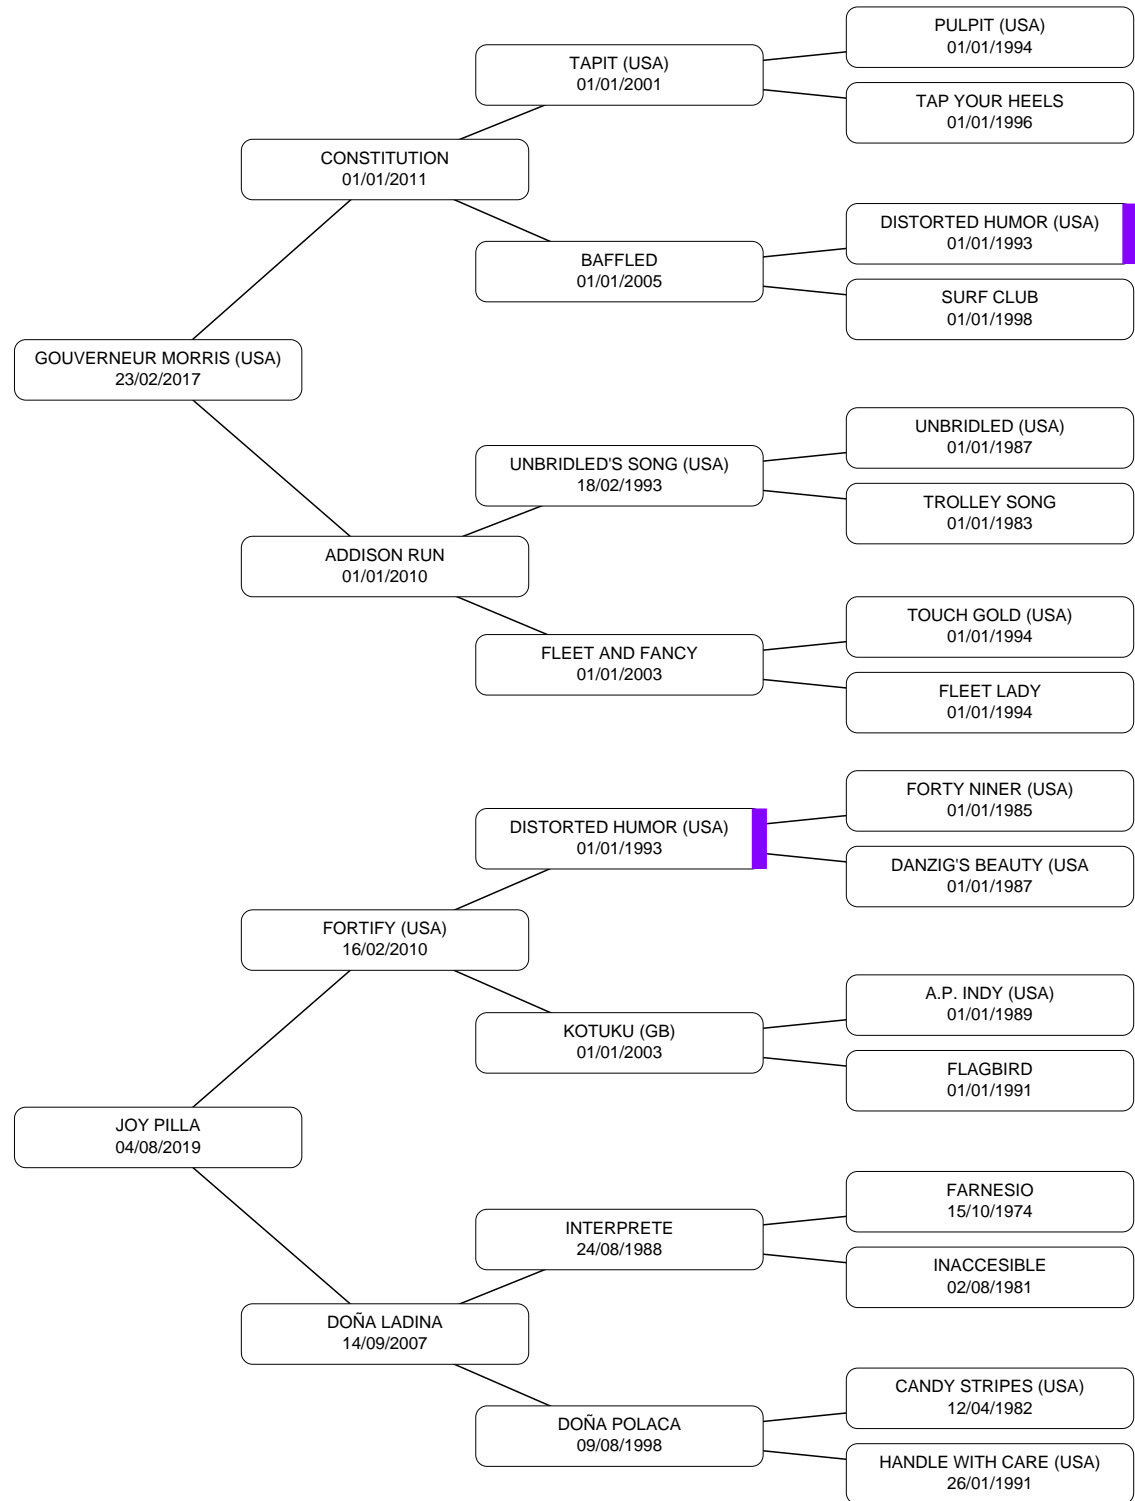 PULPIT (USA)
01/01/1994
TAPIT (USA)
01/01/2001
TAP YOUR HEELS
01/01/1996
CONSTITUTION
01/01/2011
DISTORTED HUMOR (USA)
01/01/1993
BAFFLED
01/01/2005
SURF CLUB
01/01/1998
GOUVERNEUR MORRIS (USA)
23/02/2017
UNBRIDLED (USA)
01/01/1987
UNBRIDLED'S SONG (USA)
18/02/1993
TROLLEY SONG
01/01/1983
ADDISON RUN
01/01/2010
TOUCH GOLD (USA)
01/01/1994
FLEET AND FANCY
01/01/2003
FLEET LADY
01/01/1994
FORTY NINER (USA)
01/01/1985
DISTORTED HUMOR (USA)
01/01/1993
DANZIG'S BEAUTY (USA
01/01/1987
FORTIFY (USA)
16/02/2010
A.P. INDY (USA)
01/01/1989
KOTUKU (GB)
01/01/2003
FLAGBIRD
01/01/1991
JOY PILLA
04/08/2019
FARNESIO
15/10/1974
INTERPRETE
24/08/1988
INACCESIBLE
02/08/1981
DOÑA LADINA
14/09/2007
CANDY STRIPES (USA)
12/04/1982
DOÑA POLACA
09/08/1998
HANDLE WITH CARE (USA)
26/01/1991